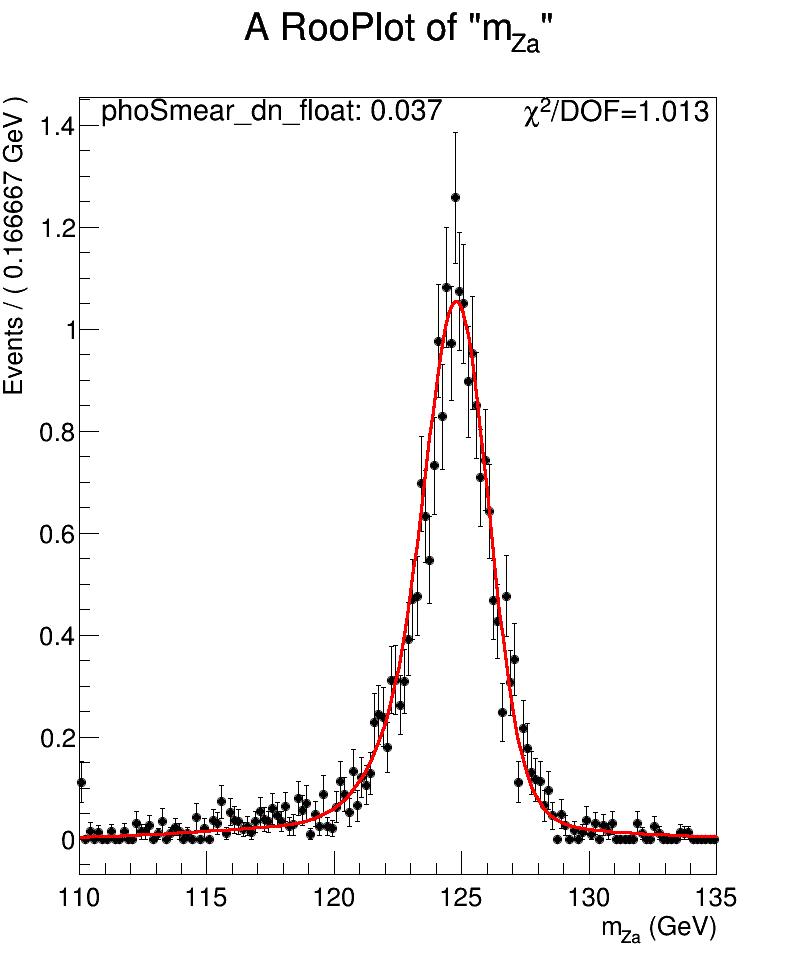 A RooPlot of "m_Za"
phoSmear_dn_float: 0.037
χ²/DOF=1.013
Events / ( 0.166667 GeV )
1.4
1.2
1
0.8
0.6
0.4
0.2
0
110 115 120 125 130 135
m_Za (GeV)